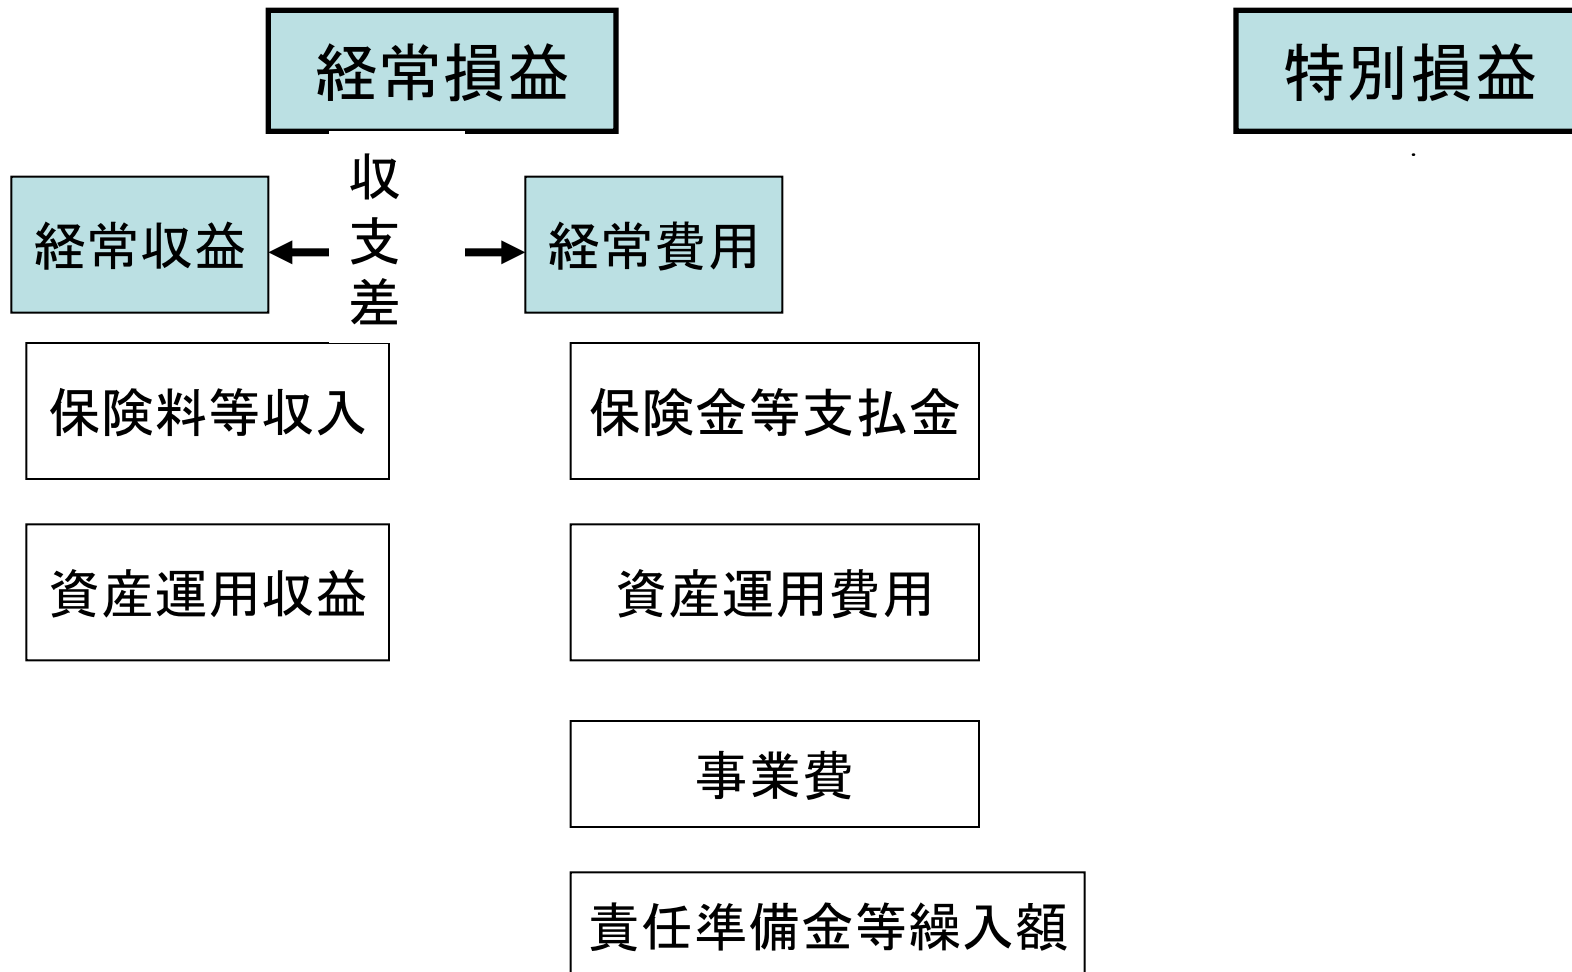 経常損益
特別損益
収支差
経常収益
経常費用
保険料等収入
保険金等支払金
資産運用収益
資産運用費用
事業費
責任準備金等繰入額